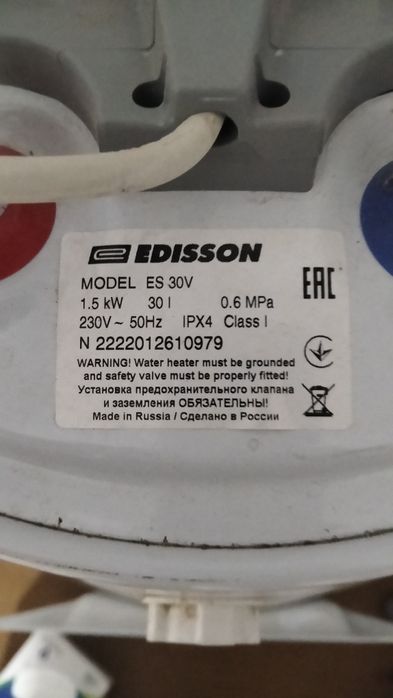 EDISSON
MODEL ES 30V
1.5 kW 30 l 0.6 MPa
230V~ 50Hz IPX4 Class I
N 2222012610979
WARNING! Water heater must be grounded
and safety valve must be properly fitted!
Установка предохранительного клапана
и заземления ОБЯЗАТЕЛЬНЫ!
Made in Russia / Сделано в России
EAC